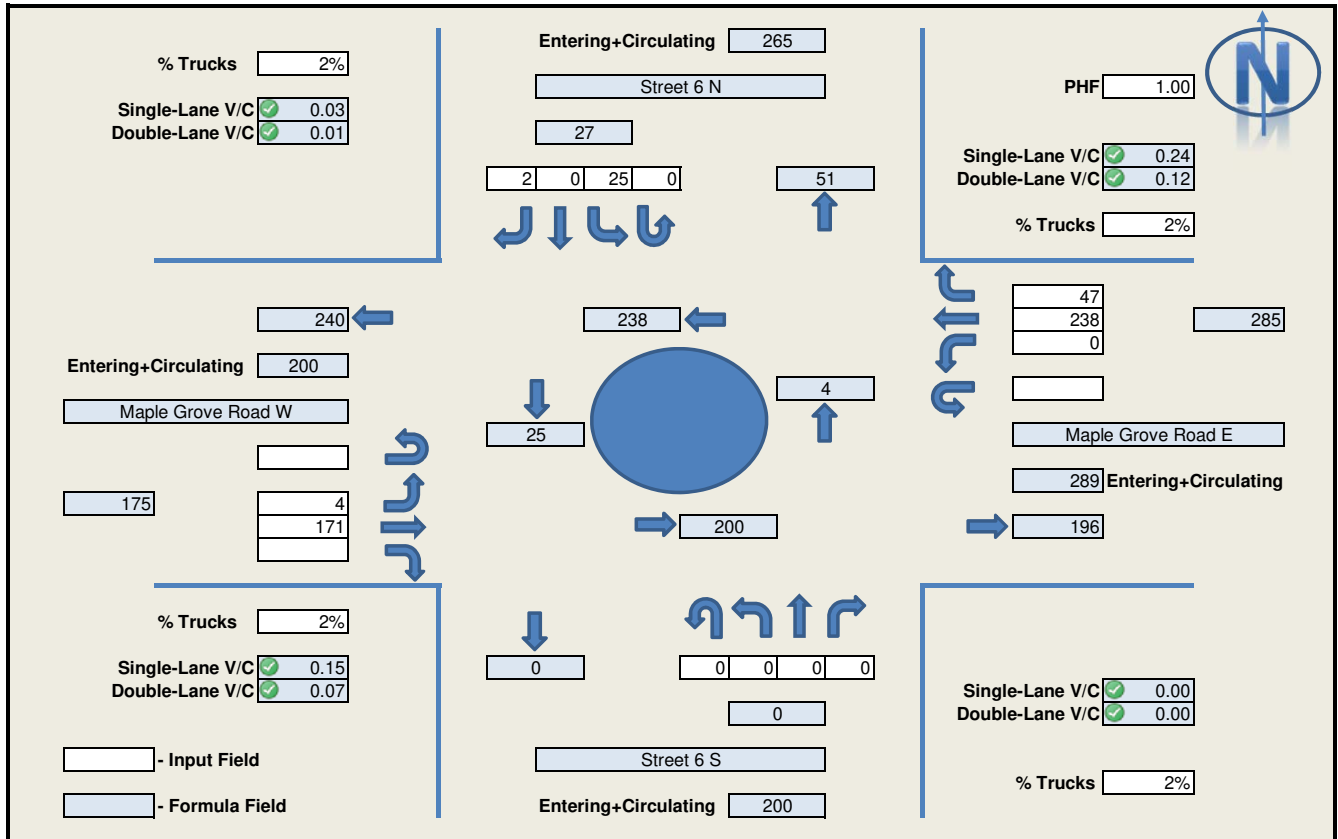 Entering+Circulating 265
% Trucks 2%
Street 6 N
PHF 1.00
N
Single-Lane V/C 0.03
Double-Lane V/C 0.01
27
Single-Lane V/C 0.24
Double-Lane V/C 0.12
2 0 25 0
51
% Trucks 2%
47
240
238
238
285
0
Entering+Circulating 200
4
Maple Grove Road W
25
Maple Grove Road E
289 Entering+Circulating
175
4
171
200
196
% Trucks 2%
0
0 0 0 0
Single-Lane V/C 0.15
Double-Lane V/C 0.07
Single-Lane V/C 0.00
Double-Lane V/C 0.00
0
- Input Field
Street 6 S
% Trucks 2%
- Formula Field
Entering+Circulating 200